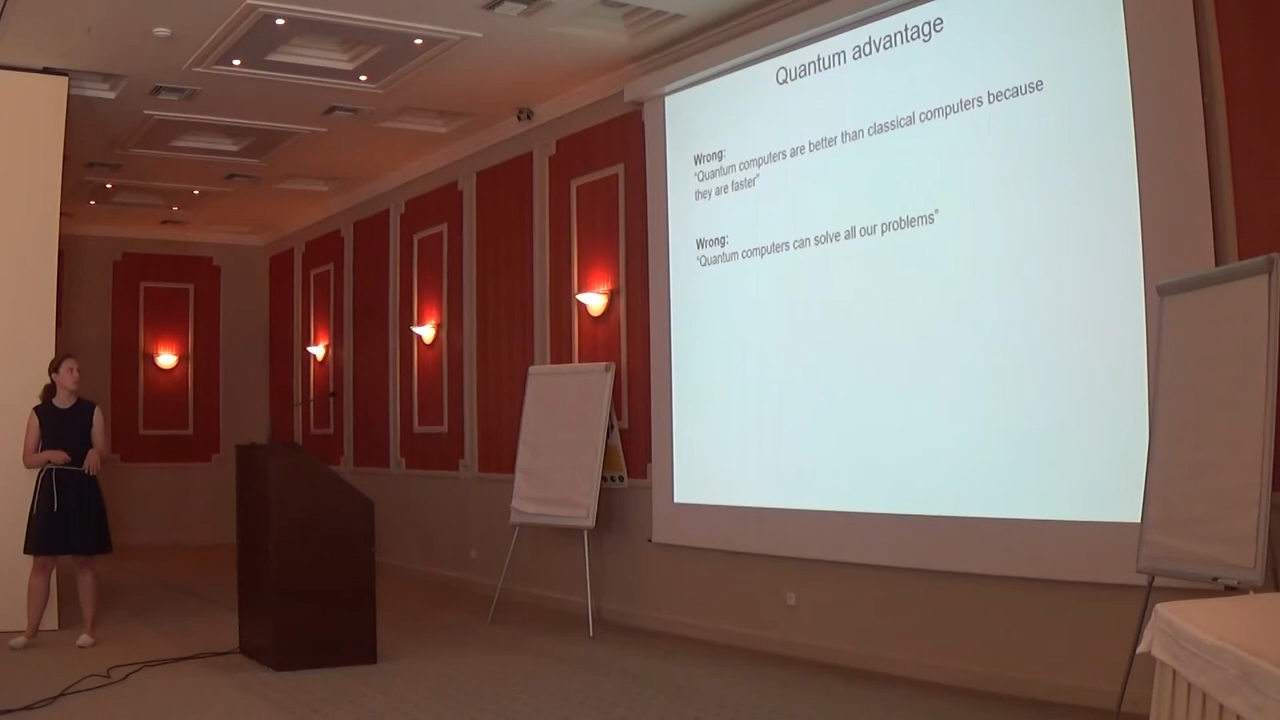 Quantum advantage
Wrong:
"Quantum computers are better than classical computers because
they are faster"
Wrong:
"Quantum computers can solve all our problems"